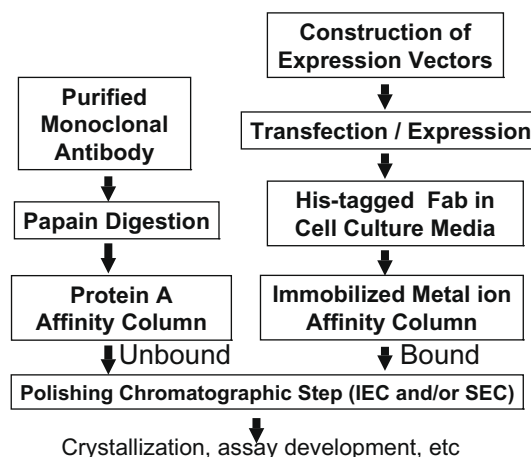 Construction of
Expression Vectors
Purified
Monoclonal
Antibody
Transfection / Expression
Papain Digestion
His-tagged Fab in
Cell Culture Media
Protein A
Affinity Column
Immobilized Metal ion
Affinity Column
Unbound
Bound
Polishing Chromatographic Step (IEC and/or SEC)
Crystallization, assay development, etc